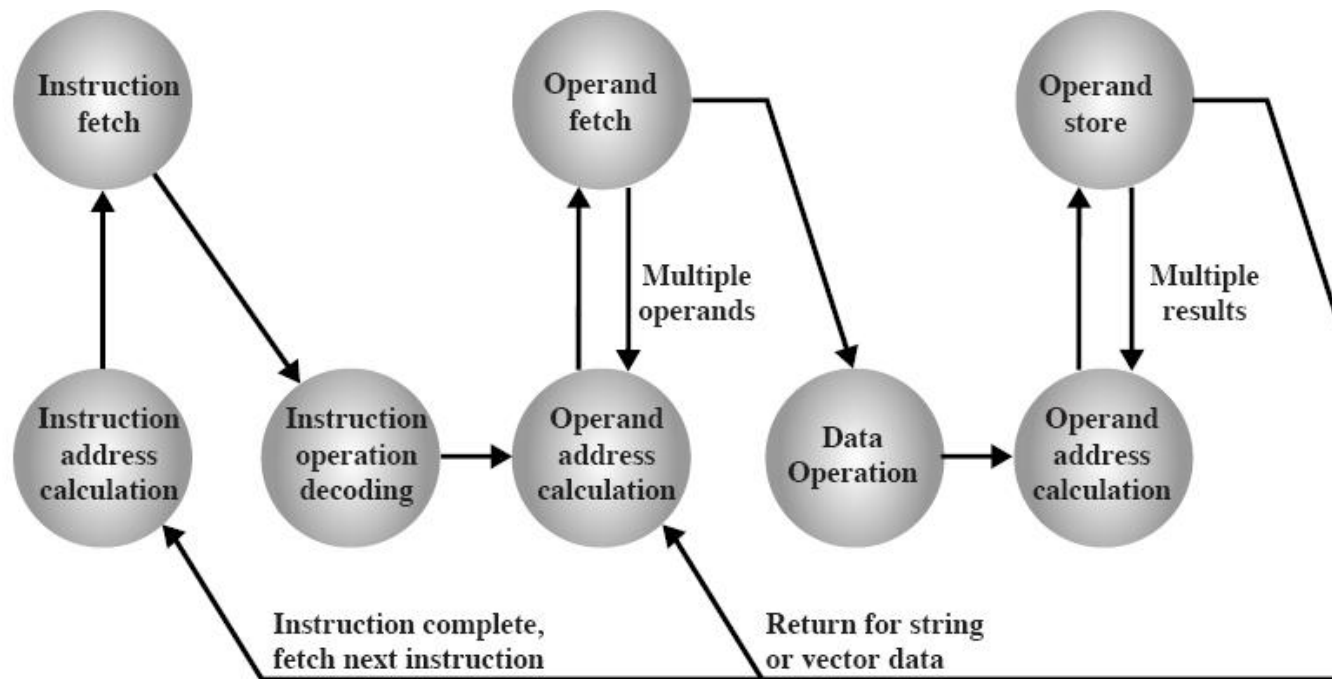 Instruction
fetch
Operand
fetch
Operand
store
Multiple
operands
Multiple
results
Instruction
address
calculation
Instruction
operation
decoding
Operand
address
calculation
Data
Operation
Operand
address
calculation
Instruction complete,
fetch next instruction
Return for string
or vector data